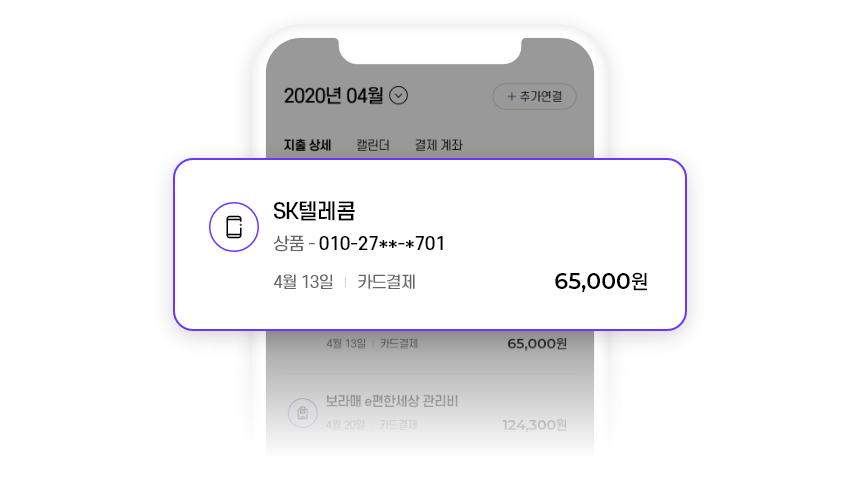 2020년 04월
+ 추가연결
지출 상세 캘린더 결제 계좌
SK텔레콤
상품 - 010-27**-*701
4월 13일 | 카드결제 65,000원
4월 13일 | 카드결제 65,000원
보라매 e편한세상 관리비
4월 20일 | 카드결제 124,300원